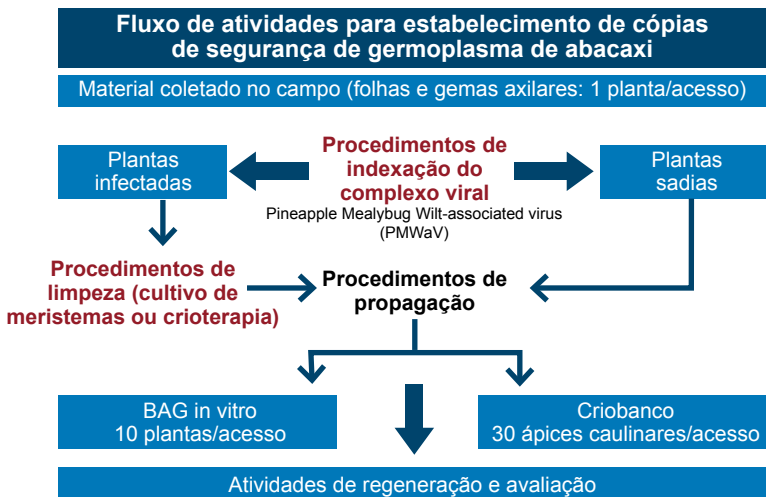 Fluxo de atividades para estabelecimento de cópias
de segurança de germoplasma de abacaxi
Material coletado no campo (folhas e gemas axilares: 1 planta/acesso)
Plantas
infectadas
Procedimentos de
indexação do
complexo viral
Pineapple Mealybug Wilt-associated virus
(PMWaV)
Plantas
sadias
Procedimentos de
limpeza (cultivo de
meristemas ou crioterapia)
Procedimentos de
propagação
BAG in vitro
10 plantas/acesso
Criobanco
30 ápices caulinares/acesso
Atividades de regeneração e avaliação